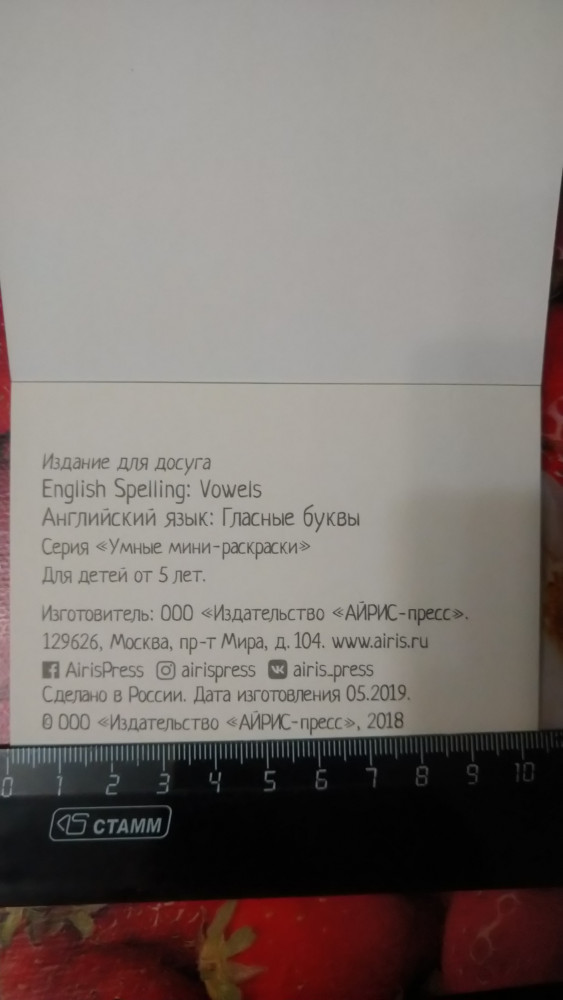 Издание для досуга
English Spelling: Vowels
Английский язык: Гласные буквы
Серия «Умные мини-раскраски»
Для детей от 5 лет.
Изготовитель: ООО «Издательство «АЙРИС-пресс».
129626, Москва, пр-т Мира, д. 104. www.airis.ru
AirisPress airispress airis_press
Сделано в России. Дата изготовления 05.2019.
© ООО «Издательство «АЙРИС-пресс», 2018
0 1 2 3 4 5 6 7 8 9 10
СТАММ